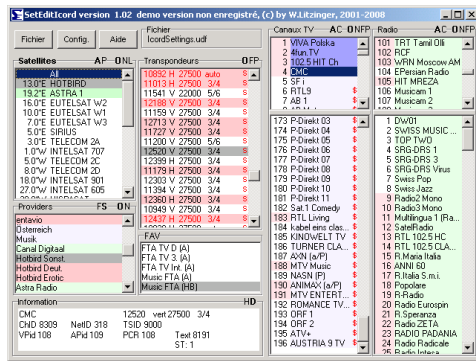 SetEditIcord version 1.02 demo version non enregistré, (c) by W.Litzinger, 2001-2008
Fichier
Config.
Aide
Fichier
IcordSettings.udf
Satellites AP ONL
All
13.0°E HOTBIRD
19.2°E ASTRA 1
16.0°E EUTELSAT W2
10.0°E EUTELSAT W1
7.0°E EUTELSAT W3
5.0°E SIRIUS
3.0°E TELECOM 2A
1.0°W INTELSAT 707
5.0°W TELECOM 2C
8.0°W TELECOM 2D
18.0°W INTELSAT 901
27.0°W INTELSAT 605
Transpondeurs OFP
10892 H 27500 auto S
11013 H 27500 3/4 S
11541 V 22000 5/6 S
12188 V 27500 3/4 S
11159 V 27500 3/4 S
12713 V 27500 3/4 S
11727 V 27500 3/4 S
11200 V 27500 5/6 S
12520 V 27500 3/4 S
12399 H 27500 3/4 S
11179 H 27500 3/4 S
12303 V 27500 3/4 S
11394 V 27500 3/4 S
12360 H 27500 3/4 S
10949 V 27500 3/4 S
12437 H 27500 3/4 S
Providers FS ON
entavio
Österreich
Musik
Canal Digitaal
Hotbird Sonst.
Hotbird Deut.
Hotbird Erotic
Astra Radio
FAV
FTA TV D (A)
FTA TV 3. (A)
FTA TV Int. (A)
Music FTA (A)
Music FTA (HB)
Canaux TV AC ONFP
1 VIVA Polska
2 4fun.TV
3 102.5 HIT Ch
4 CMC
5 SF i
6 RTL9 $
7 AB 1 $
173 P-Direkt 03 $
174 P-Direkt 04 $
175 P-Direkt 05 $
176 P-Direkt 06 $
177 P-Direkt 07 $
178 P-Direkt 08 $
179 P-Direkt 09 $
180 P-Direkt 10 $
181 P-Direkt 11 $
182 Sat.1 Comedy $
183 RTL Living $
184 kabel eins clas... $
185 KINOWELT TV $
186 TURNER CLA... $
187 AXN (a/P) $
188 MTV Music $
189 NASN (P) $
190 ANIMAX (a/P) $
191 MTV ENTERT... $
192 ROMANCE TV... $
193 ORF 1 $
194 ORF 2 $
195 ATV+ $
196 AUSTRIA 9 TV $
Radio AC ONFP
101 TRT Tamil Olli
102 RCF
103 WRN Moscow AM
104 EPersian Radio
105 HIT MREZA
106 Musicam 1
107 Musicam 2
1 DW01
2 SWISS MUSIC ...
3 TOP TWO
4 SRG-DRS 1
5 SRG-DRS 3
6 SRG-DRS Virus
7 Swiss Pop
8 Swiss Jazz
9 Radio2 Mono
10 Radio3 Mono
11 Multilingua 1 (Ra...
12 SatelRadio
13 RTL 102.5 HC
14 RTL 102.5 CLA...
15 R.Maria Italia
16 ANNI 60
17 R.Italia S.m.i.
18 Popolare
19 R-Radio
20 Radio Eurospin
21 R.Speranza
22 Radio ZETA
23 RADIO PADANIA
24 Radio Radicale
Information HD
CMC 12520 vert 27500 3/4
ChID 8309 NetID 318 TSID 9000
VPid 108 APid 109 PCR 108 Text 8191
ST: 1